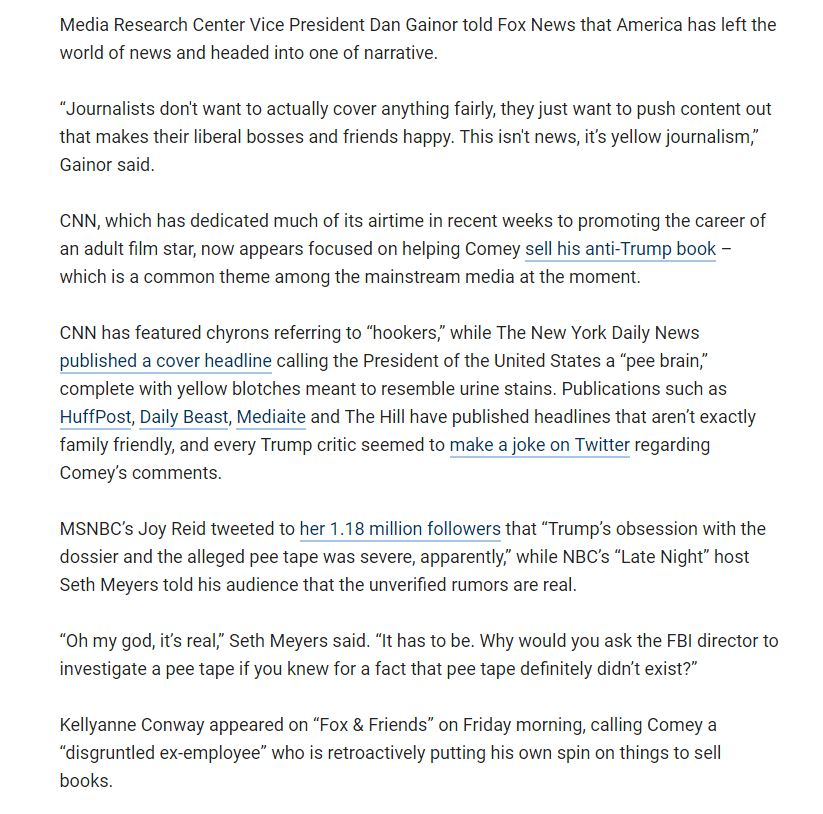 Media Research Center Vice President Dan Gainor told Fox News that America has left the
world of news and headed into one of narrative.
“Journalists don't want to actually cover anything fairly, they just want to push content out
that makes their liberal bosses and friends happy. This isn't news, it’s yellow journalism,”
Gainor said.
CNN, which has dedicated much of its airtime in recent weeks to promoting the career of
an adult film star, now appears focused on helping Comey sell his anti-Trump book –
which is a common theme among the mainstream media at the moment.
CNN has featured chyrons referring to “hookers,” while The New York Daily News
published a cover headline calling the President of the United States a “pee brain,”
complete with yellow blotches meant to resemble urine stains. Publications such as
HuffPost, Daily Beast, Mediaite and The Hill have published headlines that aren’t exactly
family friendly, and every Trump critic seemed to make a joke on Twitter regarding
Comey’s comments.
MSNBC’s Joy Reid tweeted to her 1.18 million followers that “Trump’s obsession with the
dossier and the alleged pee tape was severe, apparently,” while NBC’s “Late Night” host
Seth Meyers told his audience that the unverified rumors are real.
“Oh my god, it’s real,” Seth Meyers said. “It has to be. Why would you ask the FBI director to
investigate a pee tape if you knew for a fact that pee tape definitely didn’t exist?”
Kellyanne Conway appeared on “Fox & Friends” on Friday morning, calling Comey a
“disgruntled ex-employee” who is retroactively putting his own spin on things to sell
books.